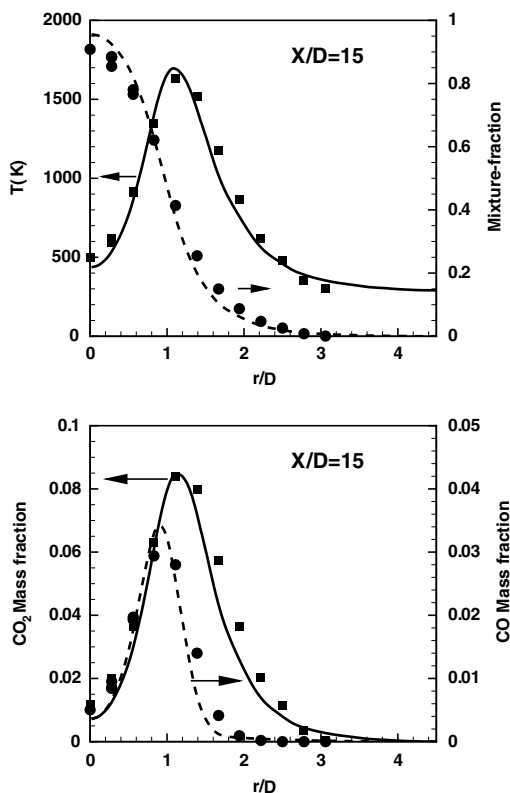 2000
1500
1000
500
0
T(K)
X/D=15
1
0.8
0.6
0.4
0.2
0
Mixture-fraction
0 1 2 3 4
r/D
0.1
0.08
0.06
0.04
0.02
0
CO2 Mass fraction
X/D=15
0.05
0.04
0.03
0.02
0.01
0
CO Mass fraction
0 1 2 3 4
r/D